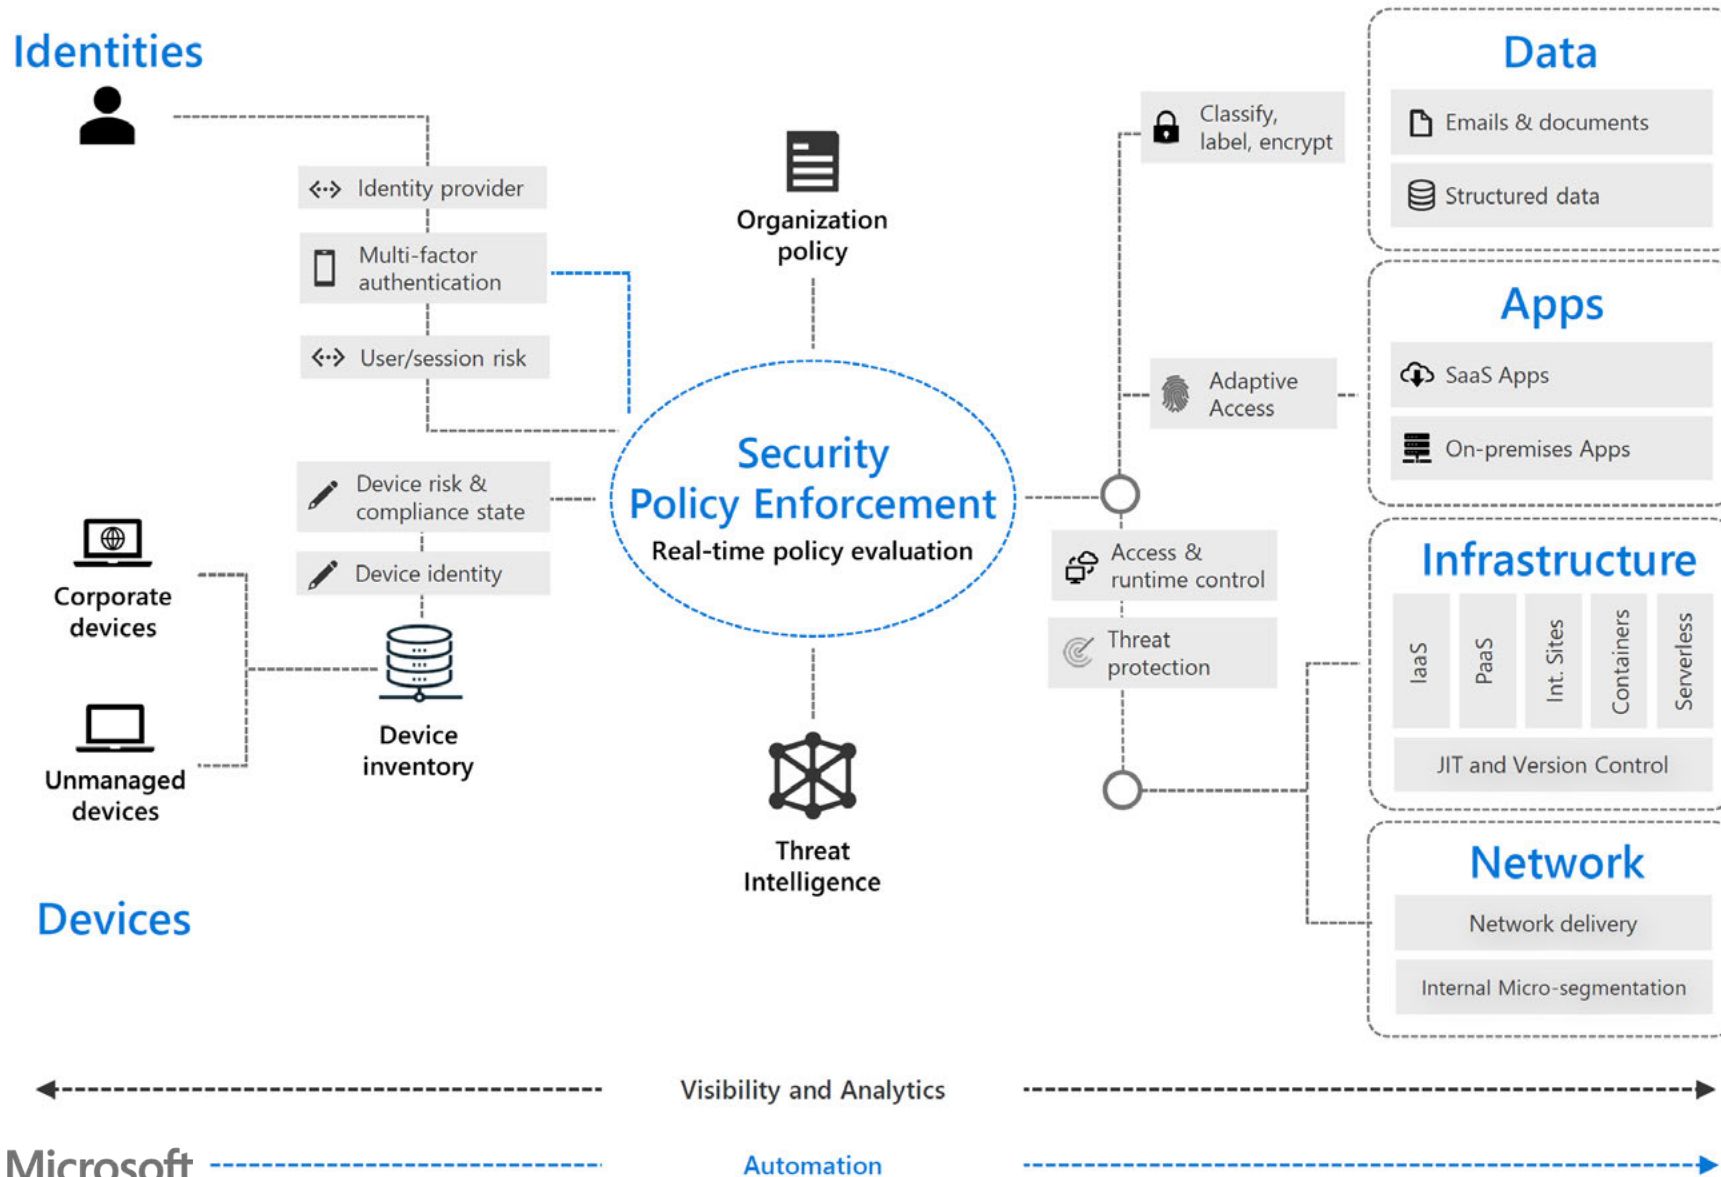 Identities
Identity provider
Multi-factor
authentication
User/session risk
Organization
policy
Security
Policy Enforcement
Real-time policy evaluation
Device risk &
compliance state
Device identity
Corporate
devices
Unmanaged
devices
Device
inventory
Devices
Threat
Intelligence
Classify,
label, encrypt
Adaptive
Access
Access &
runtime control
Threat
protection
Data
Emails & documents
Structured data
Apps
SaaS Apps
On-premises Apps
Infrastructure
IaaS
PaaS
Int. Sites
Containers
Serverless
JIT and Version Control
Network
Network delivery
Internal Micro-segmentation
Visibility and Analytics
Microsoft
Automation